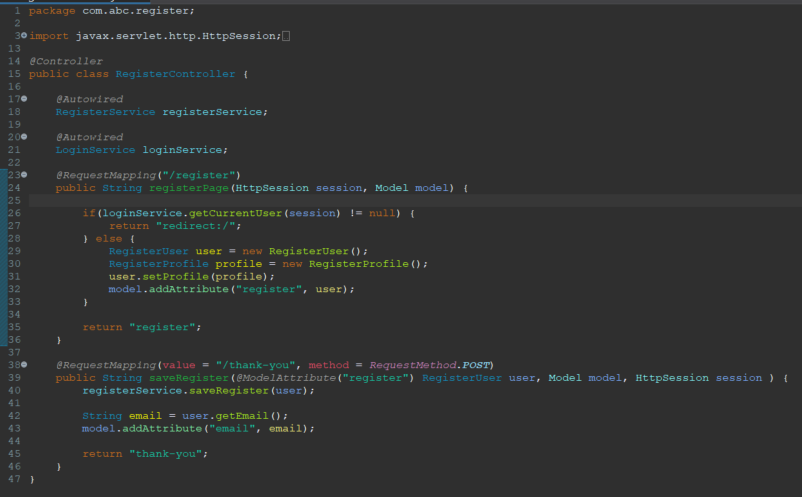 1 package com.abc.register;
2
3 import javax.servlet.http.HttpSession;
13
14 @Controller
15 public class RegisterController {
16
17     @Autowired
18     RegisterService registerService;
19
20     @Autowired
21     LoginService loginService;
22
23     @RequestMapping("/register")
24     public String registerPage(HttpSession session, Model model) {
25
26         if(loginService.getCurrentUser(session) != null) {
27             return "redirect:/";
28         } else {
29             RegisterUser user = new RegisterUser();
30             RegisterProfile profile = new RegisterProfile();
31             user.setProfile(profile);
32             model.addAttribute("register", user);
33         }
34
35         return "register";
36     }
37
38     @RequestMapping(value = "/thank-you", method = RequestMethod.POST)
39     public String saveRegister(@ModelAttribute("register") RegisterUser user, Model model, HttpSession session ) {
40         registerService.saveRegister(user);
41
42         String email = user.getEmail();
43         model.addAttribute("email", email);
44
45         return "thank-you";
46     }
47 }